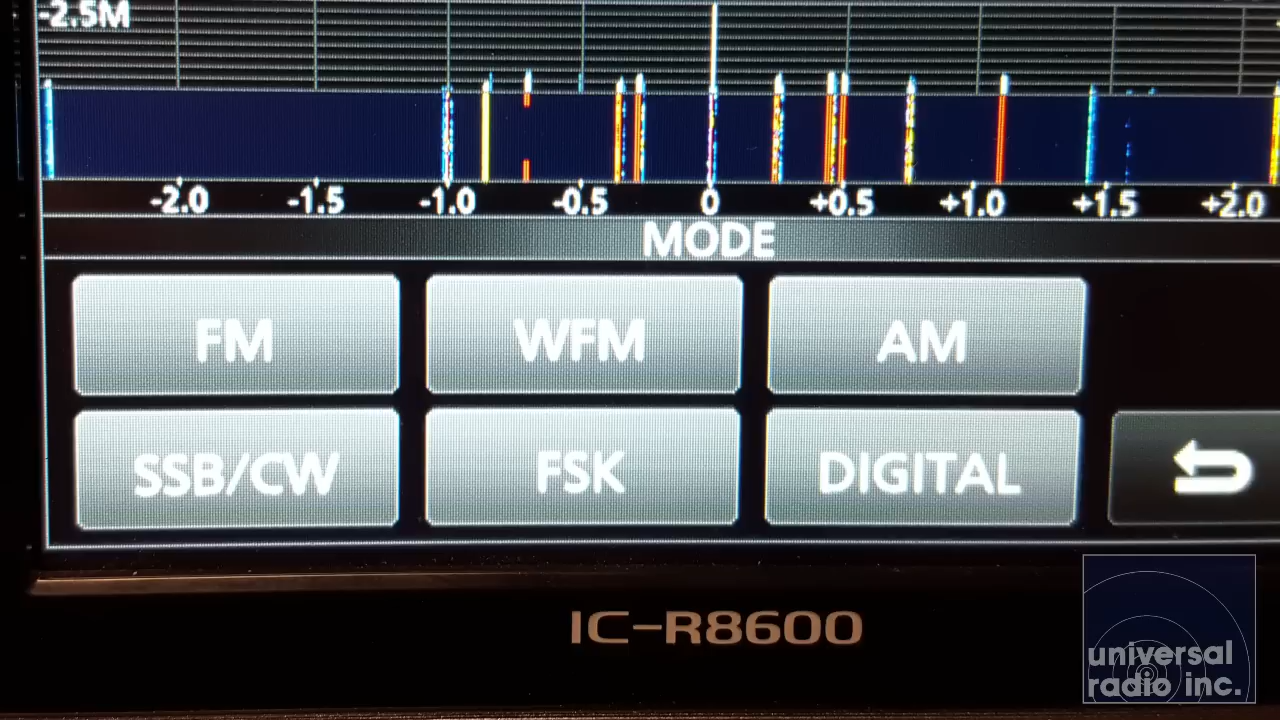 -2.5M
-2.0 -1.5 -1.0 -0.5 0 +0.5 +1.0 +1.5 +2.0
MODE
FM WFM AM
SSB/CW FSK DIGITAL
IC-R8600
universal
radio inc.